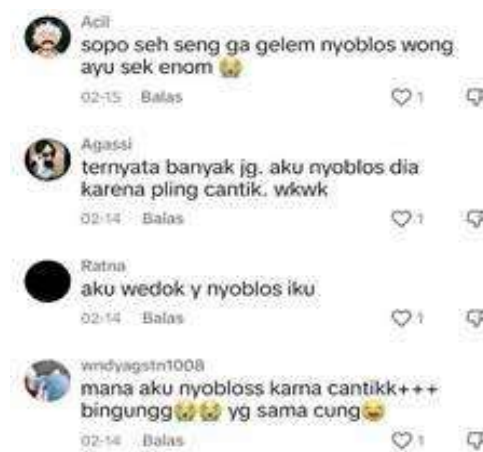 Acil
sopo seh seng ga gelem nyoblos wong
ayu sek enom 😭
02-15 Balas 1
Agassi
ternyata banyak jg. aku nyoblos dia
karena pling cantik. wkwk
02-14 Balas 1
Ratna
aku wedok y nyoblos iku
02-14 Balas 1
wndyagstn1008
mana aku nyobloss karna cantikk+++
bingungg😭😭 yg sama cung😂
02-14 Balas 1